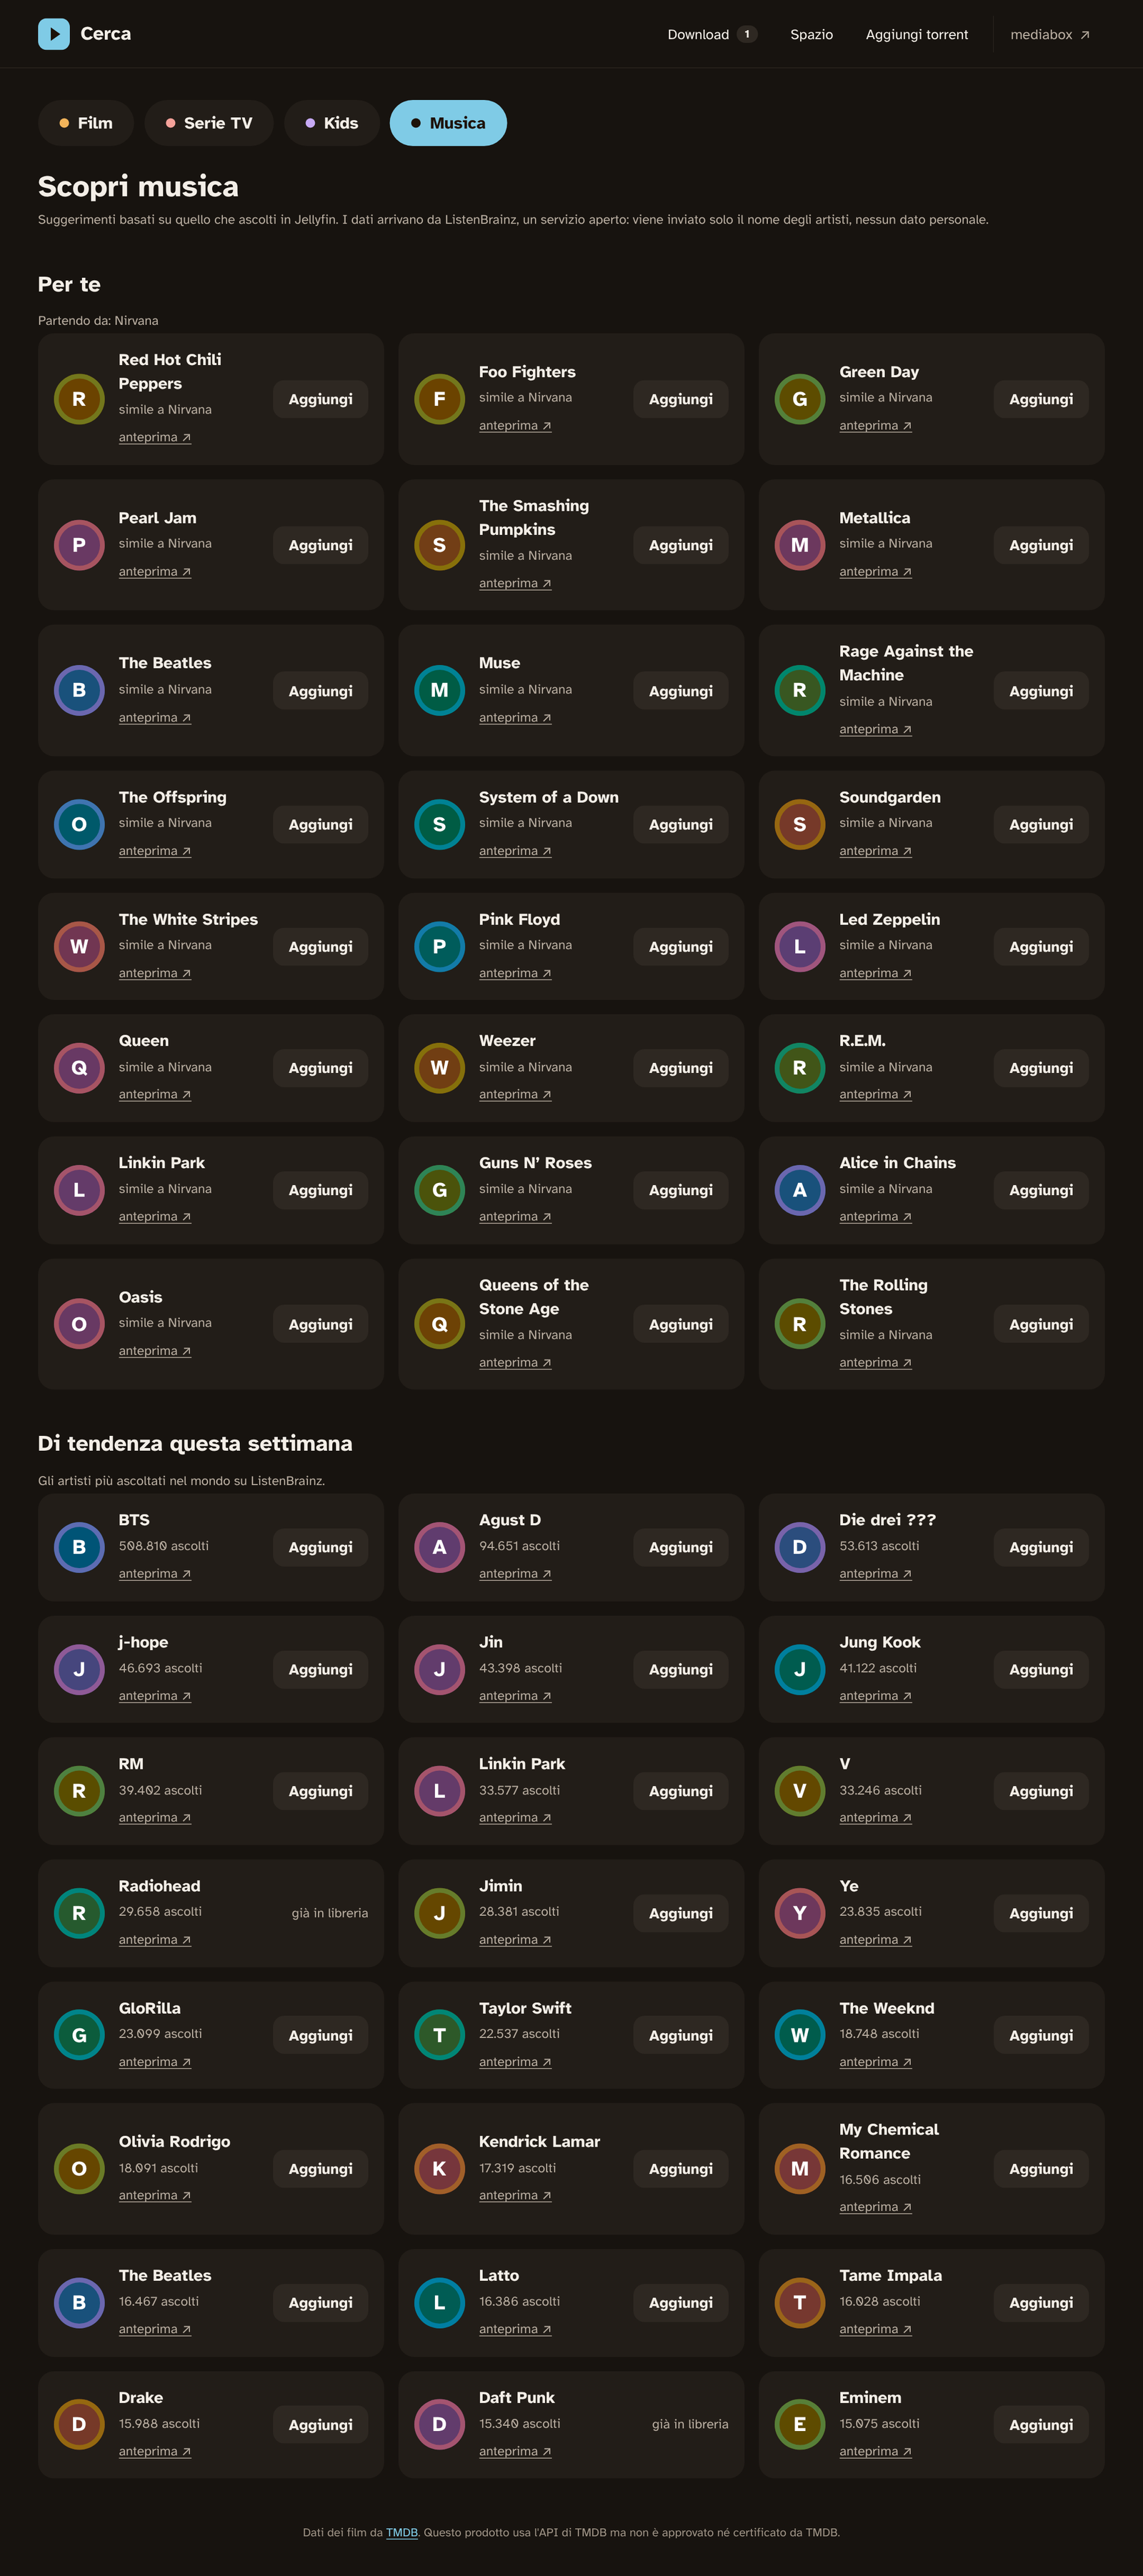 Cerca
Download 1
Spazio
Aggiungi torrent
mediabox ↗
Film
Serie TV
Kids
Musica
Scopri musica
Suggerimenti basati su quello che ascolti in Jellyfin. I dati arrivano da ListenBrainz, un servizio aperto: viene inviato solo il nome degli artisti, nessun dato personale.
Per te
Partendo da: Nirvana
R
Red Hot Chili
Peppers
simile a Nirvana
anteprima ↗
Aggiungi
F
Foo Fighters
simile a Nirvana
anteprima ↗
Aggiungi
G
Green Day
simile a Nirvana
anteprima ↗
Aggiungi
P
Pearl Jam
simile a Nirvana
anteprima ↗
Aggiungi
S
The Smashing
Pumpkins
simile a Nirvana
anteprima ↗
Aggiungi
M
Metallica
simile a Nirvana
anteprima ↗
Aggiungi
B
The Beatles
simile a Nirvana
anteprima ↗
Aggiungi
M
Muse
simile a Nirvana
anteprima ↗
Aggiungi
R
Rage Against the
Machine
simile a Nirvana
anteprima ↗
Aggiungi
O
The Offspring
simile a Nirvana
anteprima ↗
Aggiungi
S
System of a Down
simile a Nirvana
anteprima ↗
Aggiungi
S
Soundgarden
simile a Nirvana
anteprima ↗
Aggiungi
W
The White Stripes
simile a Nirvana
anteprima ↗
Aggiungi
P
Pink Floyd
simile a Nirvana
anteprima ↗
Aggiungi
L
Led Zeppelin
simile a Nirvana
anteprima ↗
Aggiungi
Q
Queen
simile a Nirvana
anteprima ↗
Aggiungi
W
Weezer
simile a Nirvana
anteprima ↗
Aggiungi
R
R.E.M.
simile a Nirvana
anteprima ↗
Aggiungi
L
Linkin Park
simile a Nirvana
anteprima ↗
Aggiungi
G
Guns N’ Roses
simile a Nirvana
anteprima ↗
Aggiungi
A
Alice in Chains
simile a Nirvana
anteprima ↗
Aggiungi
O
Oasis
simile a Nirvana
anteprima ↗
Aggiungi
Q
Queens of the
Stone Age
simile a Nirvana
anteprima ↗
Aggiungi
R
The Rolling
Stones
simile a Nirvana
anteprima ↗
Aggiungi
Di tendenza questa settimana
Gli artisti più ascoltati nel mondo su ListenBrainz.
B
BTS
508.810 ascolti
anteprima ↗
Aggiungi
A
Agust D
94.651 ascolti
anteprima ↗
Aggiungi
D
Die drei ???
53.613 ascolti
anteprima ↗
Aggiungi
J
j-hope
46.693 ascolti
anteprima ↗
Aggiungi
J
Jin
43.398 ascolti
anteprima ↗
Aggiungi
J
Jung Kook
41.122 ascolti
anteprima ↗
Aggiungi
R
RM
39.402 ascolti
anteprima ↗
Aggiungi
L
Linkin Park
33.577 ascolti
anteprima ↗
Aggiungi
V
V
33.246 ascolti
anteprima ↗
Aggiungi
R
Radiohead
29.658 ascolti
anteprima ↗
già in libreria
J
Jimin
28.381 ascolti
anteprima ↗
Aggiungi
Y
Ye
23.835 ascolti
anteprima ↗
Aggiungi
G
GloRilla
23.099 ascolti
anteprima ↗
Aggiungi
T
Taylor Swift
22.537 ascolti
anteprima ↗
Aggiungi
W
The Weeknd
18.748 ascolti
anteprima ↗
Aggiungi
O
Olivia Rodrigo
18.091 ascolti
anteprima ↗
Aggiungi
K
Kendrick Lamar
17.319 ascolti
anteprima ↗
Aggiungi
M
My Chemical
Romance
16.506 ascolti
anteprima ↗
Aggiungi
B
The Beatles
16.467 ascolti
anteprima ↗
Aggiungi
L
Latto
16.386 ascolti
anteprima ↗
Aggiungi
T
Tame Impala
16.028 ascolti
anteprima ↗
Aggiungi
D
Drake
15.988 ascolti
anteprima ↗
Aggiungi
D
Daft Punk
15.340 ascolti
anteprima ↗
già in libreria
E
Eminem
15.075 ascolti
anteprima ↗
Aggiungi
Dati dei film da TMDB. Questo prodotto usa l'API di TMDB ma non è approvato né certificato da TMDB.